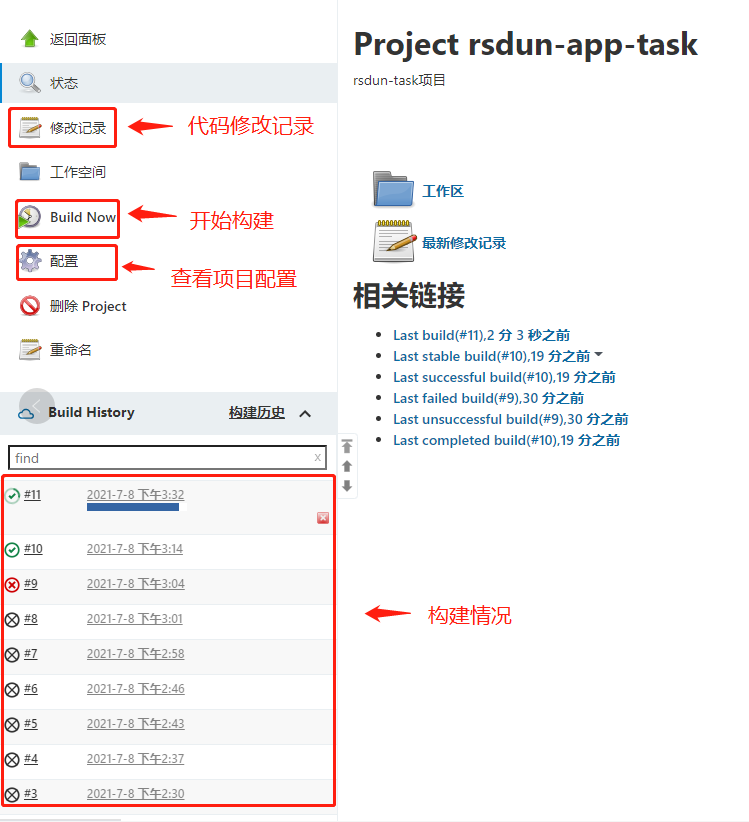 返回面板
状态
修改记录
代码修改记录
工作空间
Build Now
开始构建
配置
查看项目配置
删除 Project
重命名
Build History 构建历史
find x
#11 2021-7-8 下午3:32
#10 2021-7-8 下午3:14
#9 2021-7-8 下午3:04
#8 2021-7-8 下午3:01
#7 2021-7-8 下午2:58
#6 2021-7-8 下午2:46
#5 2021-7-8 下午2:43
#4 2021-7-8 下午2:37
#3 2021-7-8 下午2:30
Project rsdun-app-task
rsdun-task项目
工作区
最新修改记录
相关链接
Last build(#11),2 分 3 秒之前
Last stable build(#10),19 分之前
Last successful build(#10),19 分之前
Last failed build(#9),30 分之前
Last unsuccessful build(#9),30 分之前
Last completed build(#10),19 分之前
构建情况